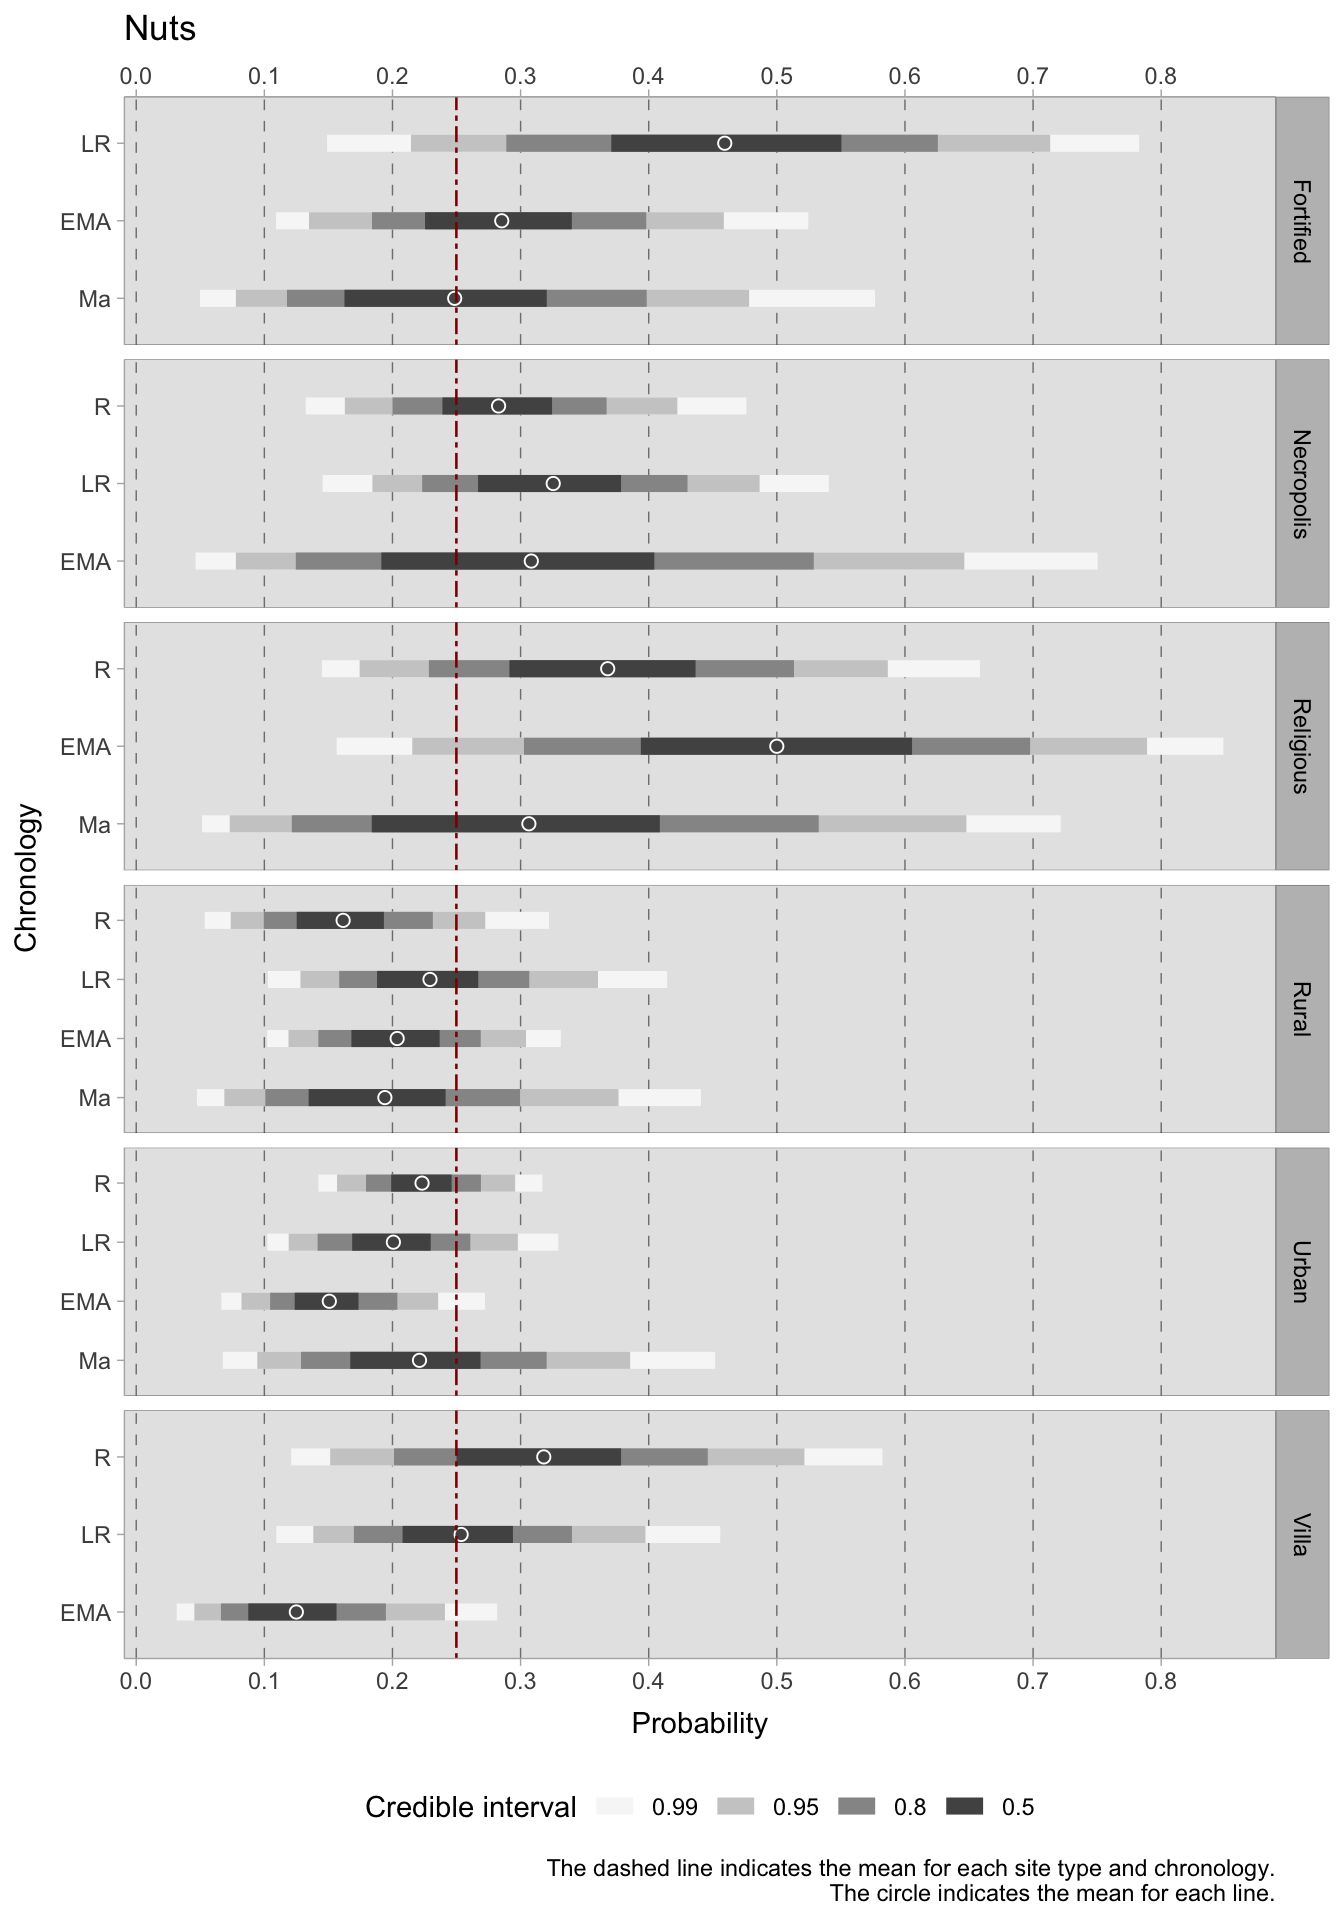 Nuts
0.0 0.1 0.2 0.3 0.4 0.5 0.6 0.7 0.8
LR
EMA
Ma
Fortified
R
LR
EMA
Necropolis
R
EMA
Ma
Religious
Chronology
R
LR
EMA
Ma
Rural
R
LR
EMA
Ma
Urban
R
LR
EMA
Villa
0.0 0.1 0.2 0.3 0.4 0.5 0.6 0.7 0.8
Probability
Credible interval 0.99 0.95 0.8 0.5
The dashed line indicates the mean for each site type and chronology.
The circle indicates the mean for each line.